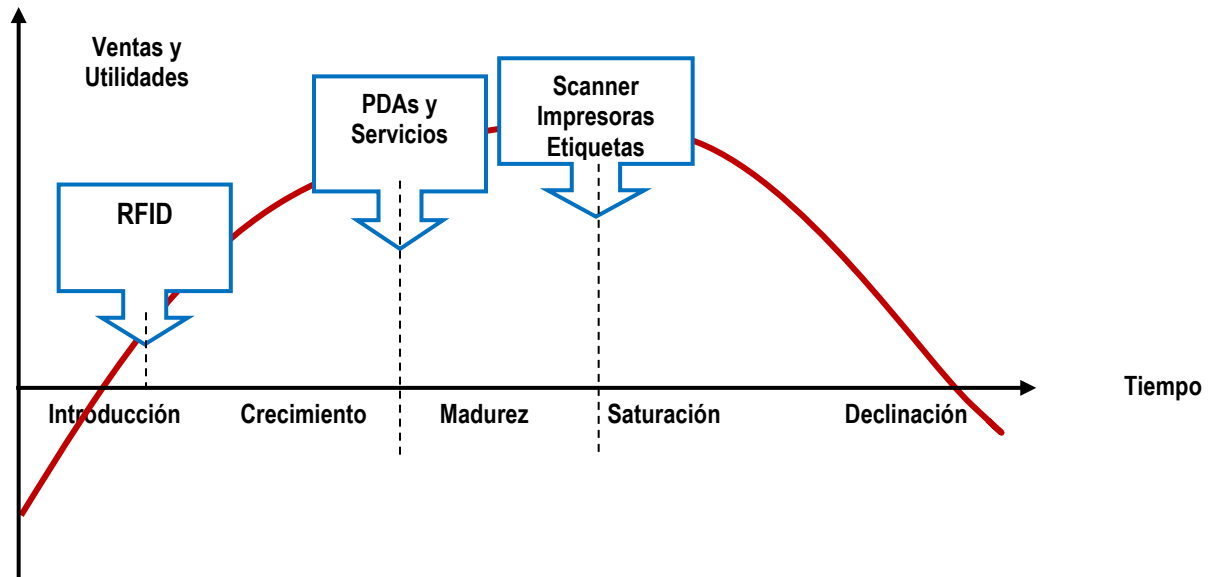 Ventas y
Utilidades
RFID
PDAs y
Servicios
Scanner
Impresoras
Etiquetas
Tiempo
Introducción
Crecimiento
Madurez
Saturación
Declinación